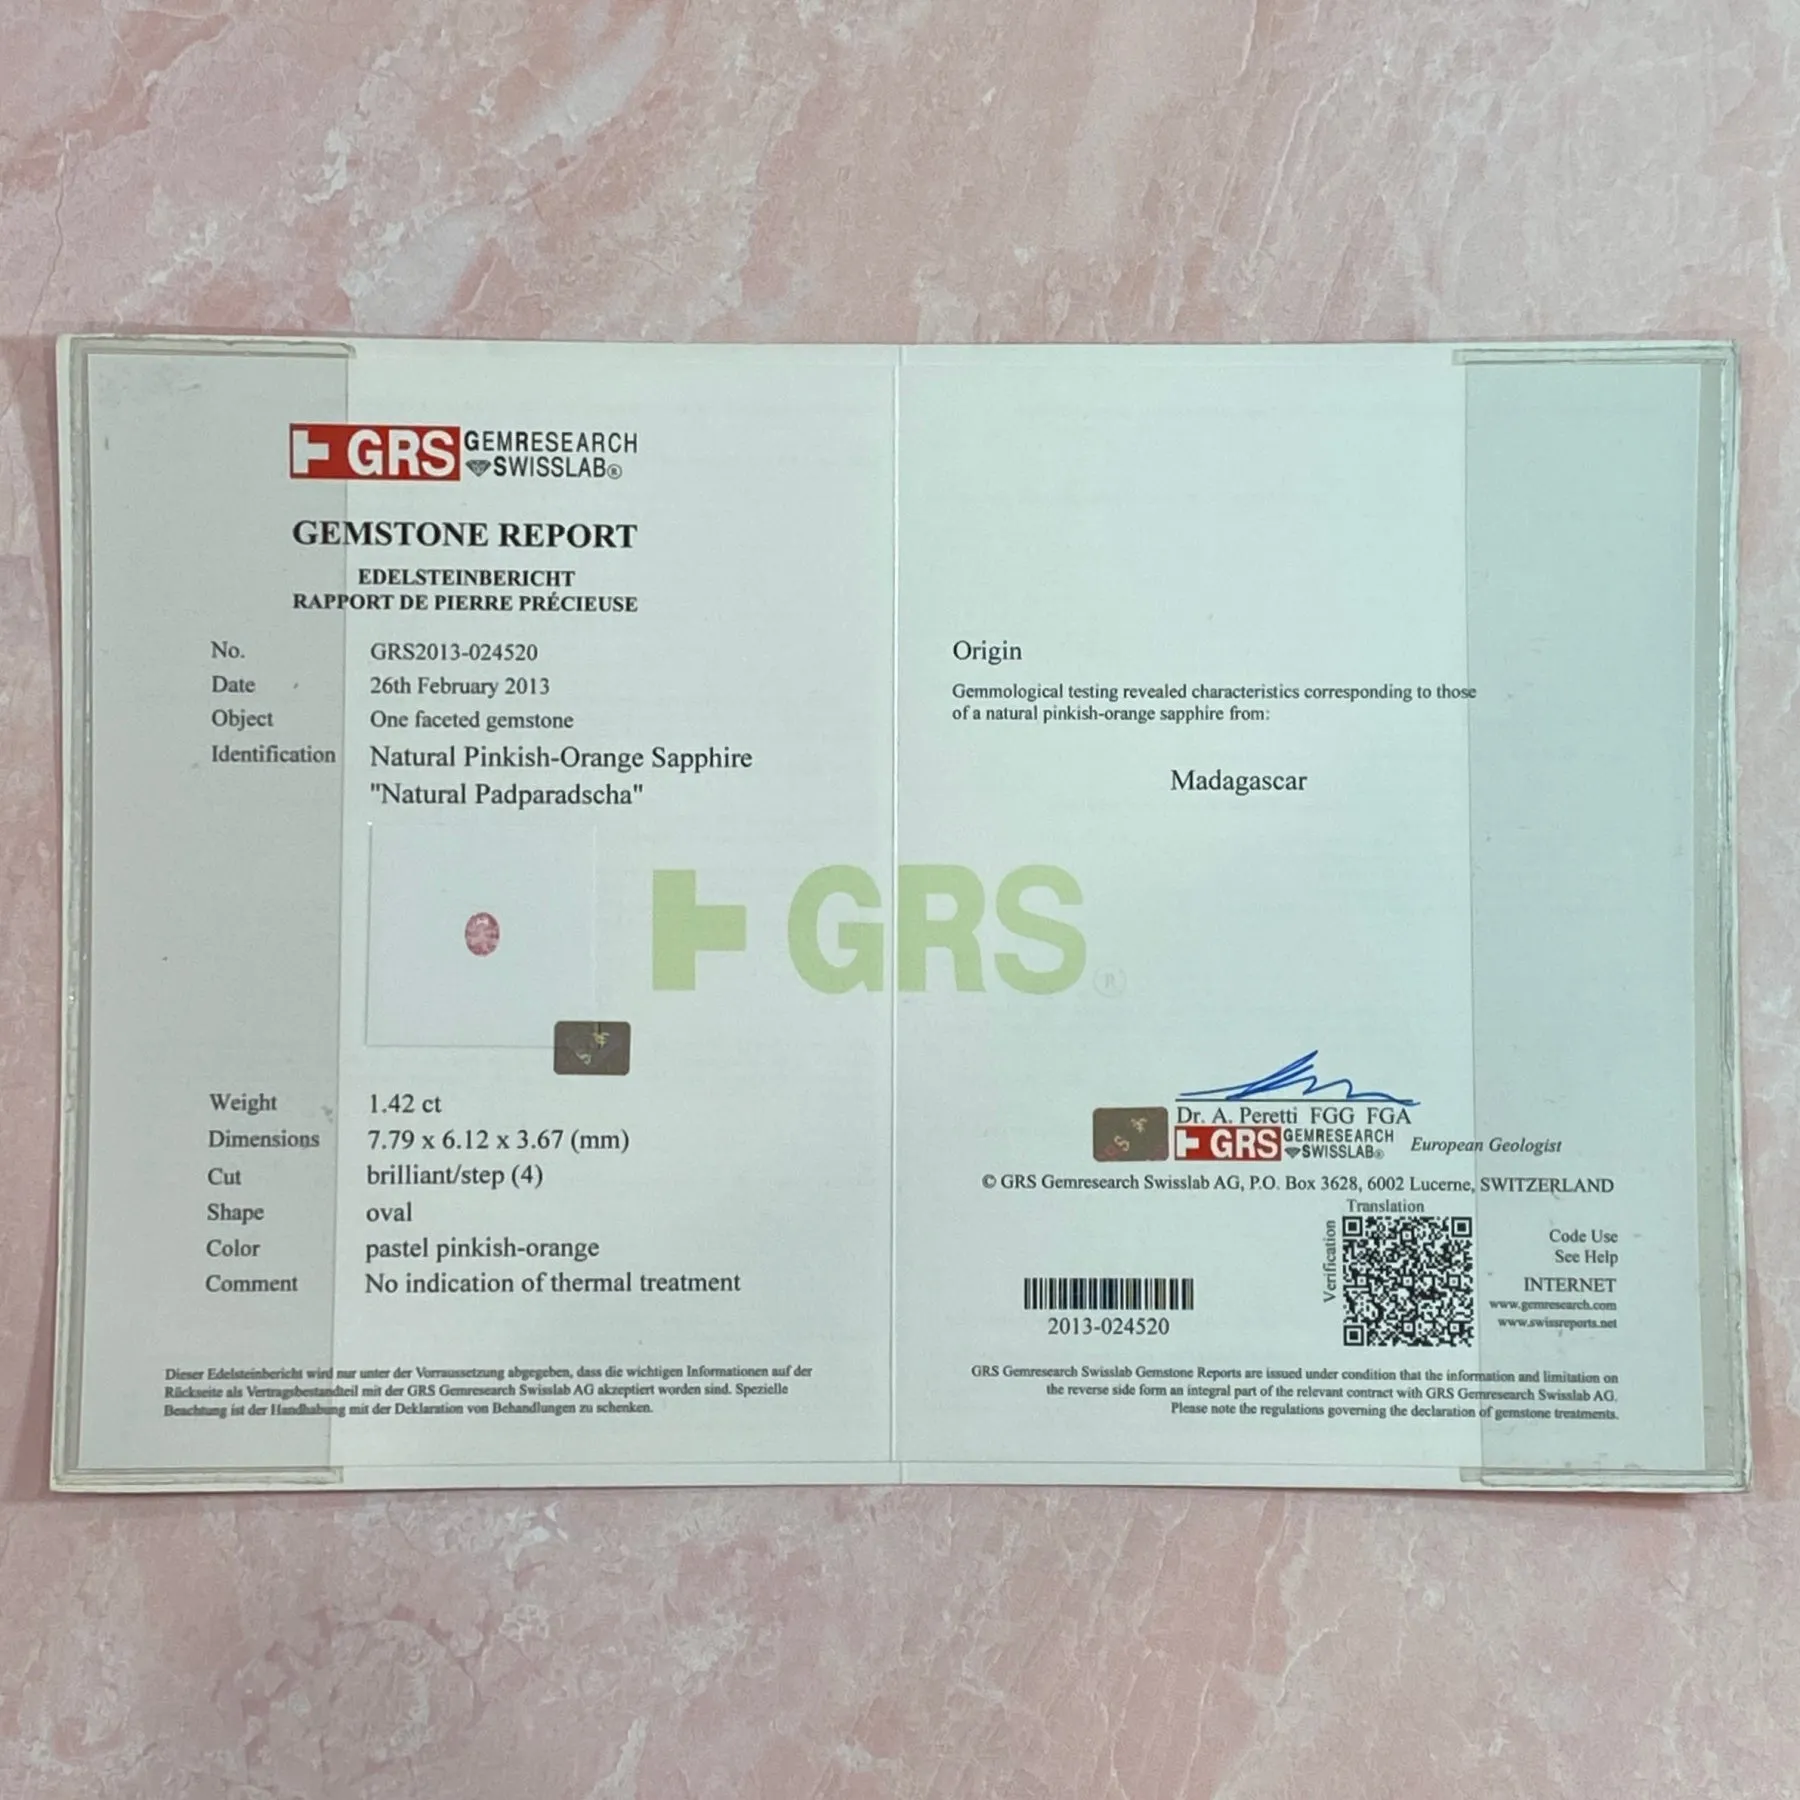 GRS GEMRESEARCH
SWISSLAB®
GEMSTONE REPORT
EDELSTEINBERICHT
RAPPORT DE PIERRE PRÉCIEUSE
No. GRS2013-024520
Date 26th February 2013
Object One faceted gemstone
Identification Natural Pinkish-Orange Sapphire
"Natural Padparadscha"
Weight 1.42 ct
Dimensions 7.79 x 6.12 x 3.67 (mm)
Cut brilliant/step (4)
Shape oval
Color pastel pinkish-orange
Comment No indication of thermal treatment
Dieser Edelsteinbericht wird nur unter der Vorraussetzung abgegeben, dass die wichtigen Informationen auf der
Rückseite als Vertragsbestandteil mit der GRS Gemresearch Swisslab AG akzeptiert worden sind. Spezielle
Beachtung ist der Handhabung mit der Deklaration von Behandlungen zu schenken.
GRS ®
Origin
Gemmological testing revealed characteristics corresponding to those
of a natural pinkish-orange sapphire from:
Madagascar
Dr. A. Peretti FGG FGA
GRS GEMRESEARCH
SWISSLAB®
European Geologist
© GRS Gemresearch Swisslab AG, P.O. Box 3628, 6002 Lucerne, SWITZERLAND
Translation
Verification
Code Use
See Help
INTERNET
www.gemresearch.com
www.swissreports.net
2013-024520
GRS Gemresearch Swisslab Gemstone Reports are issued under condition that the information and limitation on
the reverse side form an integral part of the relevant contract with GRS Gemresearch Swisslab AG.
Please note the regulations governing the declaration of gemstone treatments.